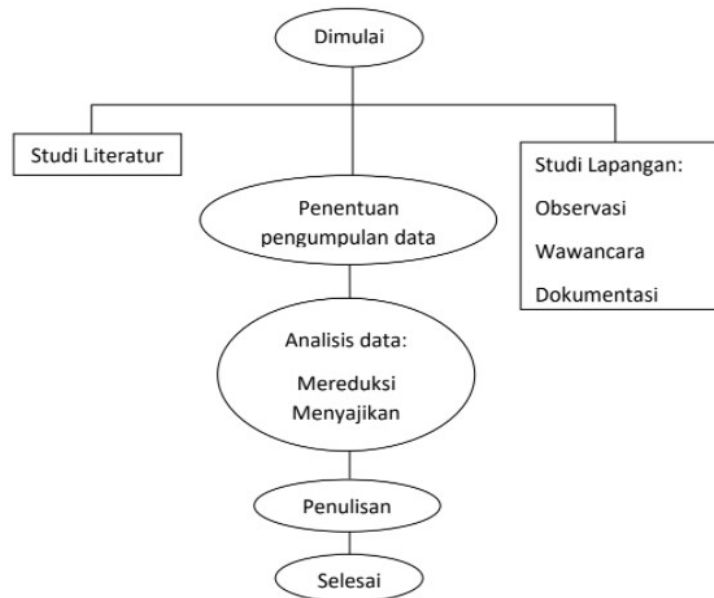 Dimulai
Studi Literatur
Penentuan
pengumpulan data
Studi Lapangan:
Observasi
Wawancara
Dokumentasi
Analisis data:
Mereduksi
Menyajikan
Penulisan
Selesai